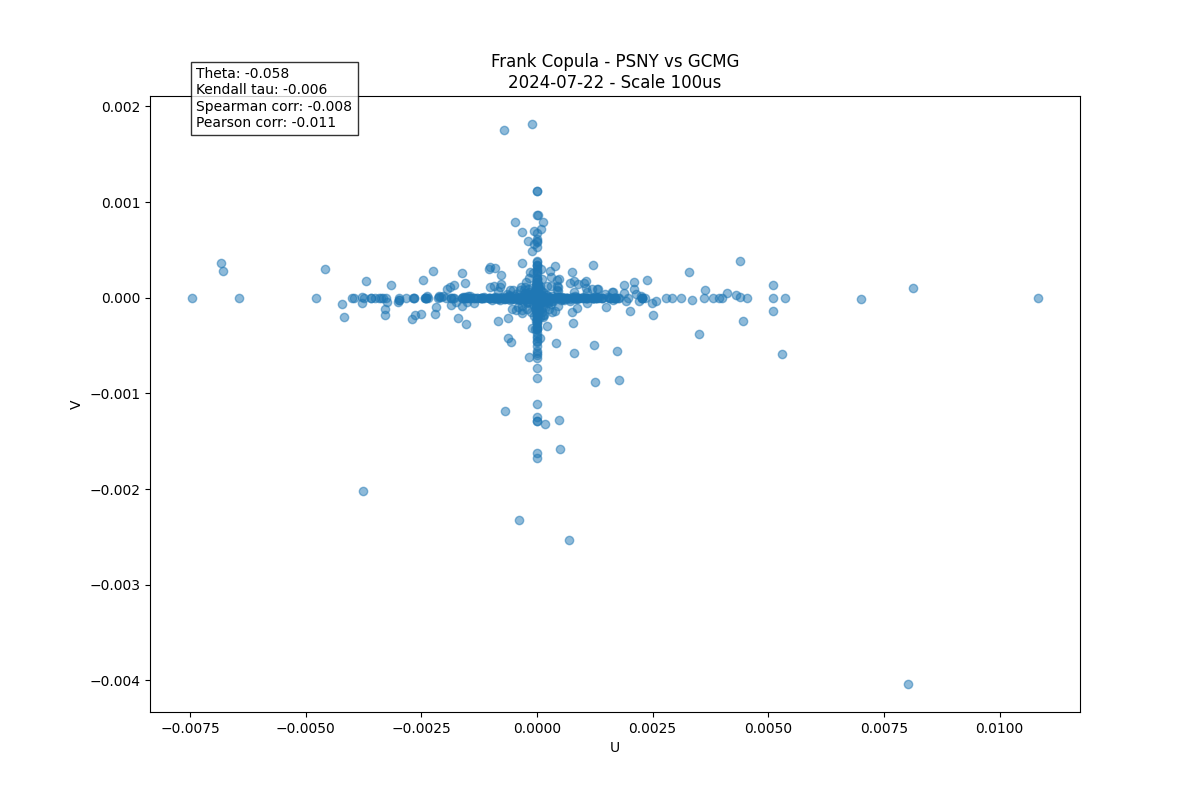 Frank Copula - PSNY vs GCMG
2024-07-22 - Scale 100us
Theta: -0.058
Kendall tau: -0.006
Spearman corr: -0.008
Pearson corr: -0.011
0.002
0.001
0.000
−0.001
−0.002
−0.003
−0.004
V
−0.0075
−0.0050
−0.0025
0.0000
0.0025
0.0050
0.0075
0.0100
U